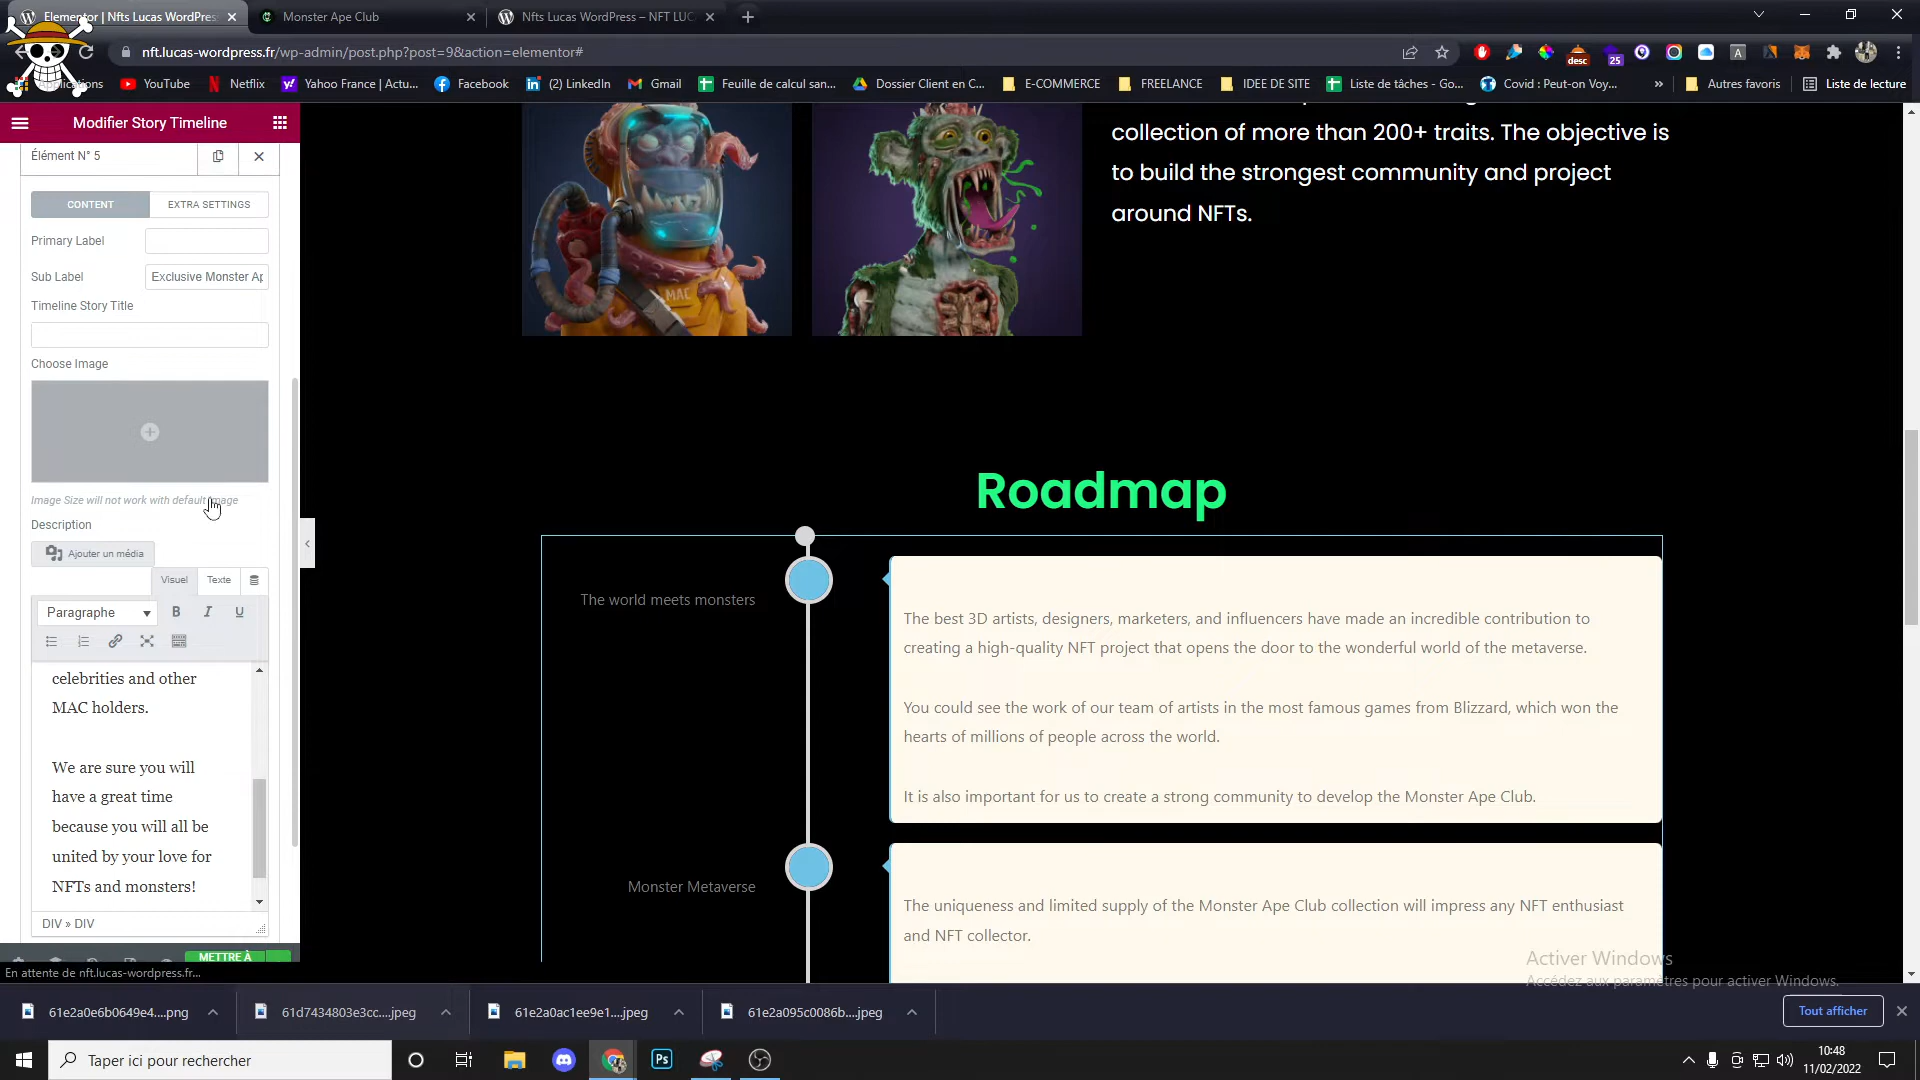 Elementor | Nfts Lucas WordPress
Monster Ape Club
Nfts Lucas WordPress – NFT LUC
nft.lucas-wordpress.fr/wp-admin/post.php?post=9&action=elementor#
desc
25
YouTube
Netflix
Yahoo France | Actu...
Facebook
(2) LinkedIn
Gmail
Feuille de calcul san...
Dossier Client en C...
E-COMMERCE
FREELANCE
IDEE DE SITE
Liste de tâches - Go...
Covid : Peut-on Voy...
»
Autres favoris
Liste de lecture
Modifier Story Timeline
Élément N° 5
CONTENT
EXTRA SETTINGS
Primary Label
Sub Label
Exclusive Monster Ap
Timeline Story Title
Choose Image
Image Size will not work with default image
Description
Ajouter un média
Visuel
Texte
Paragraphe
B I U
celebrities and other
MAC holders.
We are sure you will
have a great time
because you will all be
united by your love for
NFTs and monsters!
DIV » DIV
METTRE À
En attente de nft.lucas-wordpress.fr...
MAC
collection of more than 200+ traits. The objective is
to build the strongest community and project
around NFTs.
Roadmap
The world meets monsters
The best 3D artists, designers, marketers, and influencers have made an incredible contribution to
creating a high-quality NFT project that opens the door to the wonderful world of the metaverse.
You could see the work of our team of artists in the most famous games from Blizzard, which won the
hearts of millions of people across the world.
It is also important for us to create a strong community to develop the Monster Ape Club.
Monster Metaverse
The uniqueness and limited supply of the Monster Ape Club collection will impress any NFT enthusiast
and NFT collector.
Activer Windows
Accédez aux paramètres pour activer Windows.
61e2a0e6b0649e4....png
61d7434803e3cc....jpeg
61e2a0ac1ee9e1....jpeg
61e2a095c0086b....jpeg
Tout afficher
Taper ici pour rechercher
Ps
10:48
11/02/2022